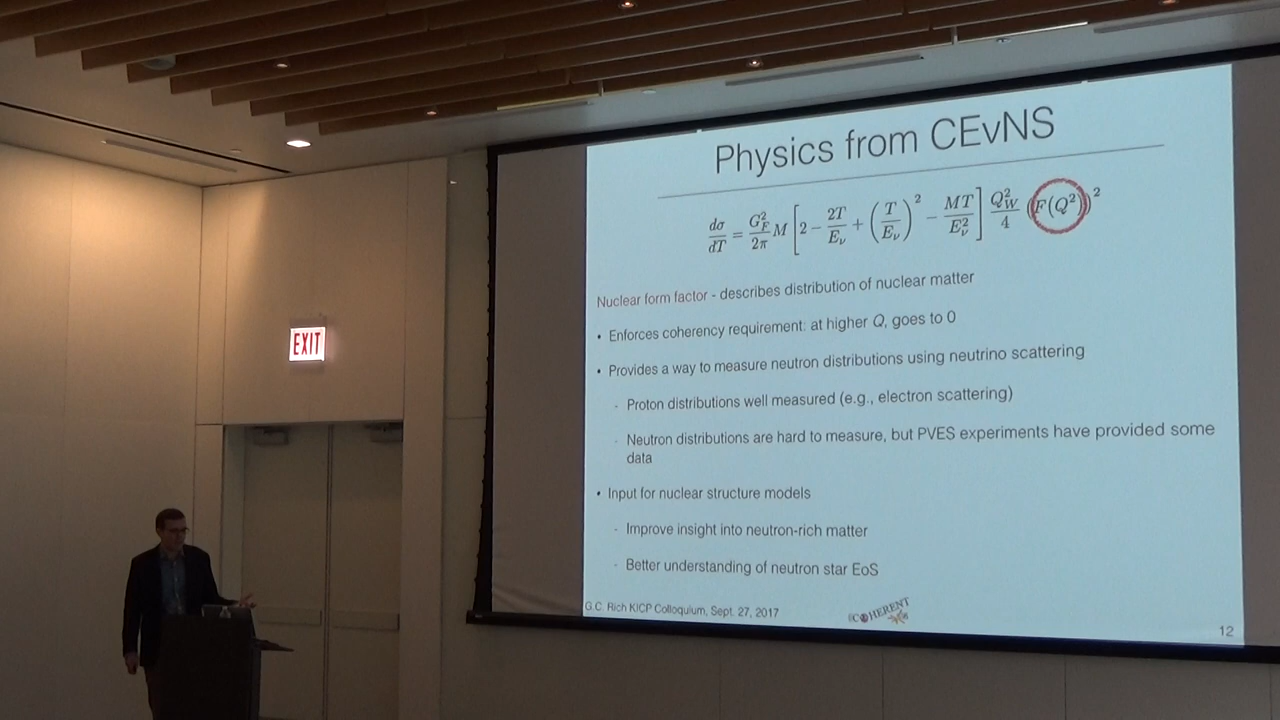 Physics from CEvNS
dσ/dT = G_F^2/2π M [2 − 2T/E_ν + (T/E_ν)^2 − MT/E_ν^2] Q_W^2/4 (F(Q^2))^2
Nuclear form factor - describes distribution of nuclear matter
• Enforces coherency requirement: at higher Q, goes to 0
• Provides a way to measure neutron distributions using neutrino scattering
- Proton distributions well measured (e.g., electron scattering)
- Neutron distributions are hard to measure, but PVES experiments have provided some
data
• Input for nuclear structure models
- Improve insight into neutron-rich matter
- Better understanding of neutron star EoS
G.C. Rich KICP Colloquium, Sept. 27, 2017
COHERENT
12
EXIT